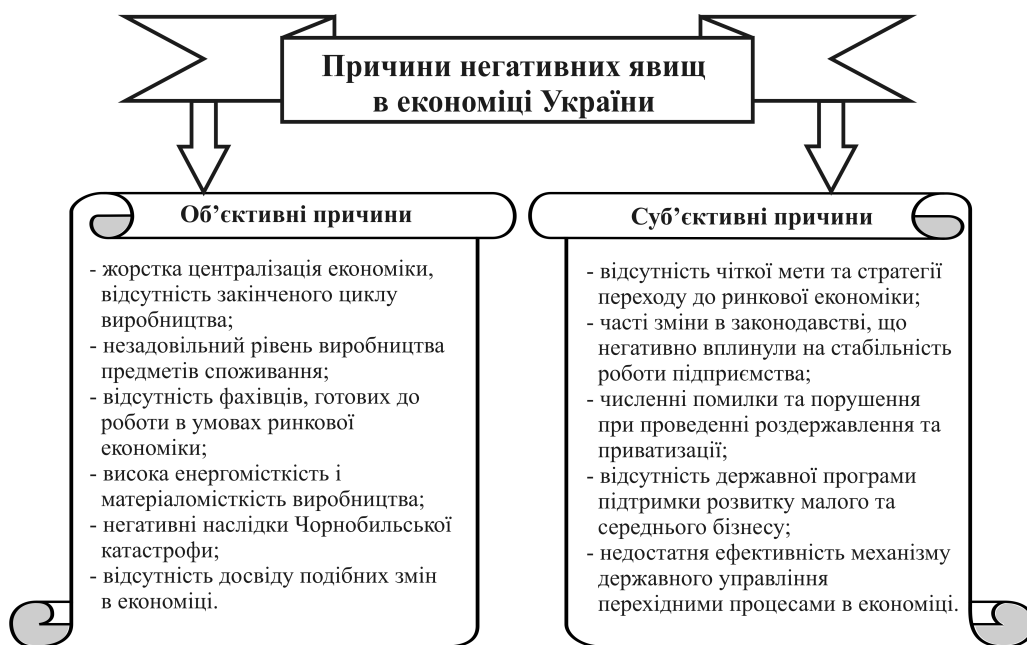 Причини негативних явищ
в економіці України
Об’єктивні причини
- жорстка централізація економіки,
відсутність закінченого циклу
виробництва;
- незадовільний рівень виробництва
предметів споживання;
- відсутність фахівців, готових до
роботи в умовах ринкової
економіки;
- висока енергомісткість і
матеріаломісткість виробництва;
- негативні наслідки Чорнобильської
катастрофи;
- відсутність досвіду подібних змін
в економіці.
Суб’єктивні причини
- відсутність чіткої мети та стратегії
переходу до ринкової економіки;
- часті зміни в законодавстві, що
негативно вплинули на стабільність
роботи підприємства;
- численні помилки та порушення
при проведенні роздержавлення та
приватизації;
- відсутність державної програми
підтримки розвитку малого та
середнього бізнесу;
- недостатня ефективність механізму
державного управління
перехідними процесами в економіці.